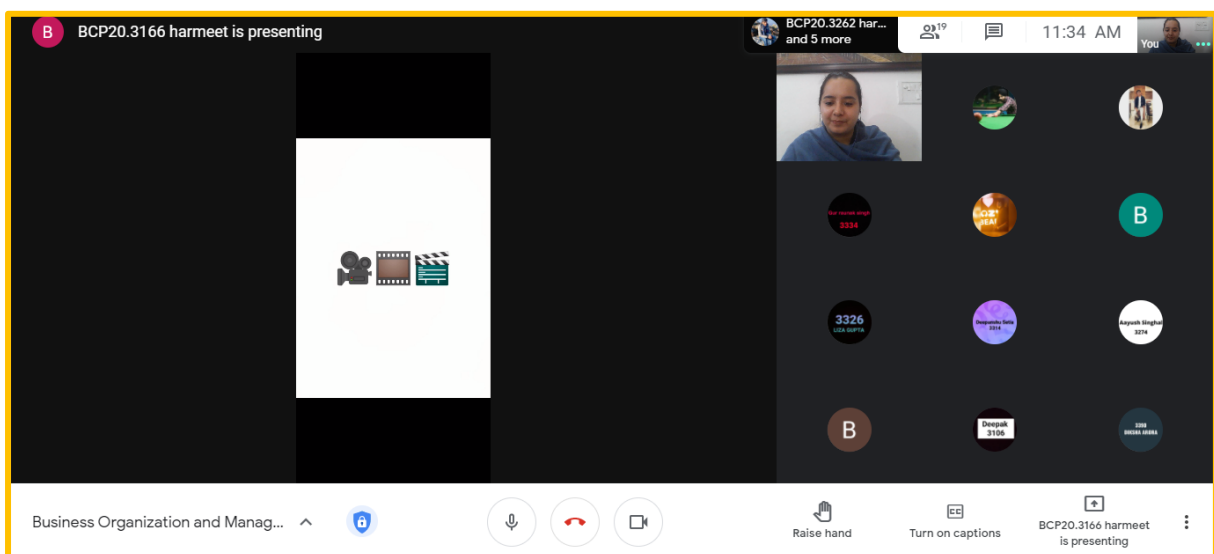 B BCP20.3166 harmeet is presenting
BCP20.3262 har...
and 5 more
19
11:34 AM
You
3334
B
3326
LIZA GUPTA
3314
Aayush Singhal
3274
B
Deepak
3106
Business Organization and Manag...
Raise hand
CC
Turn on captions
BCP20.3166 harmeet
is presenting